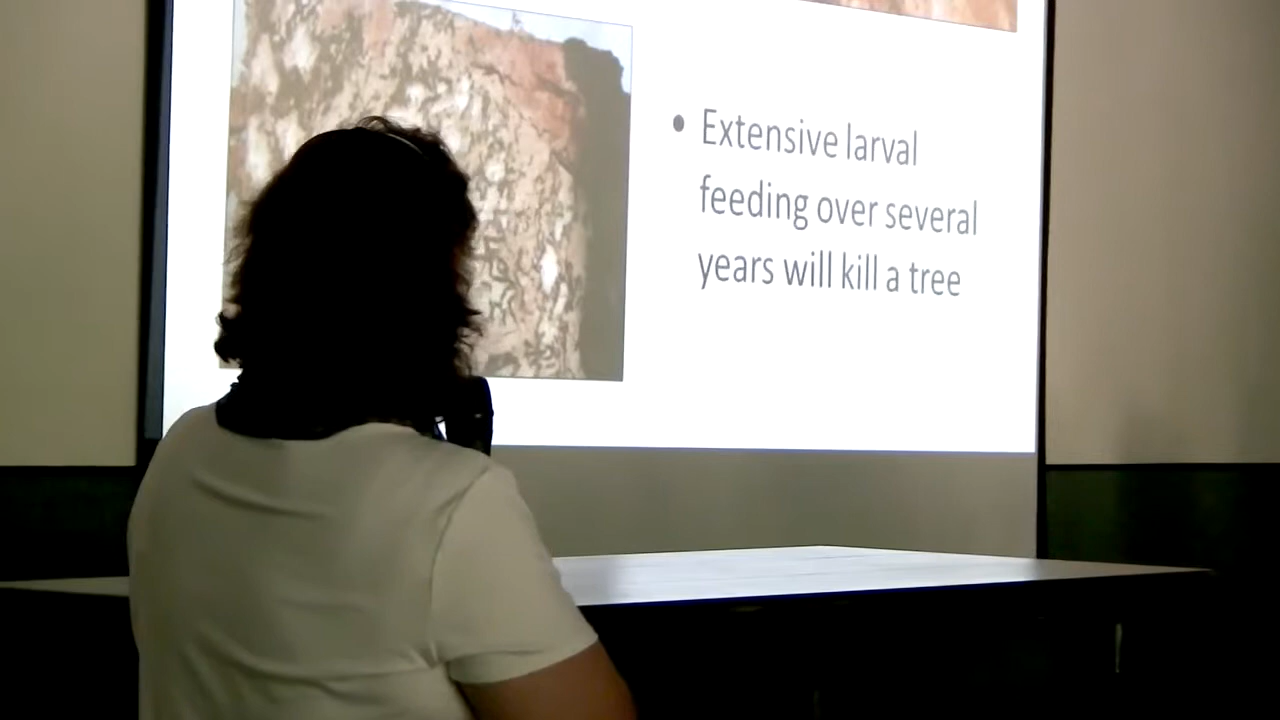 • Extensive larval
feeding over several
years will kill a tree